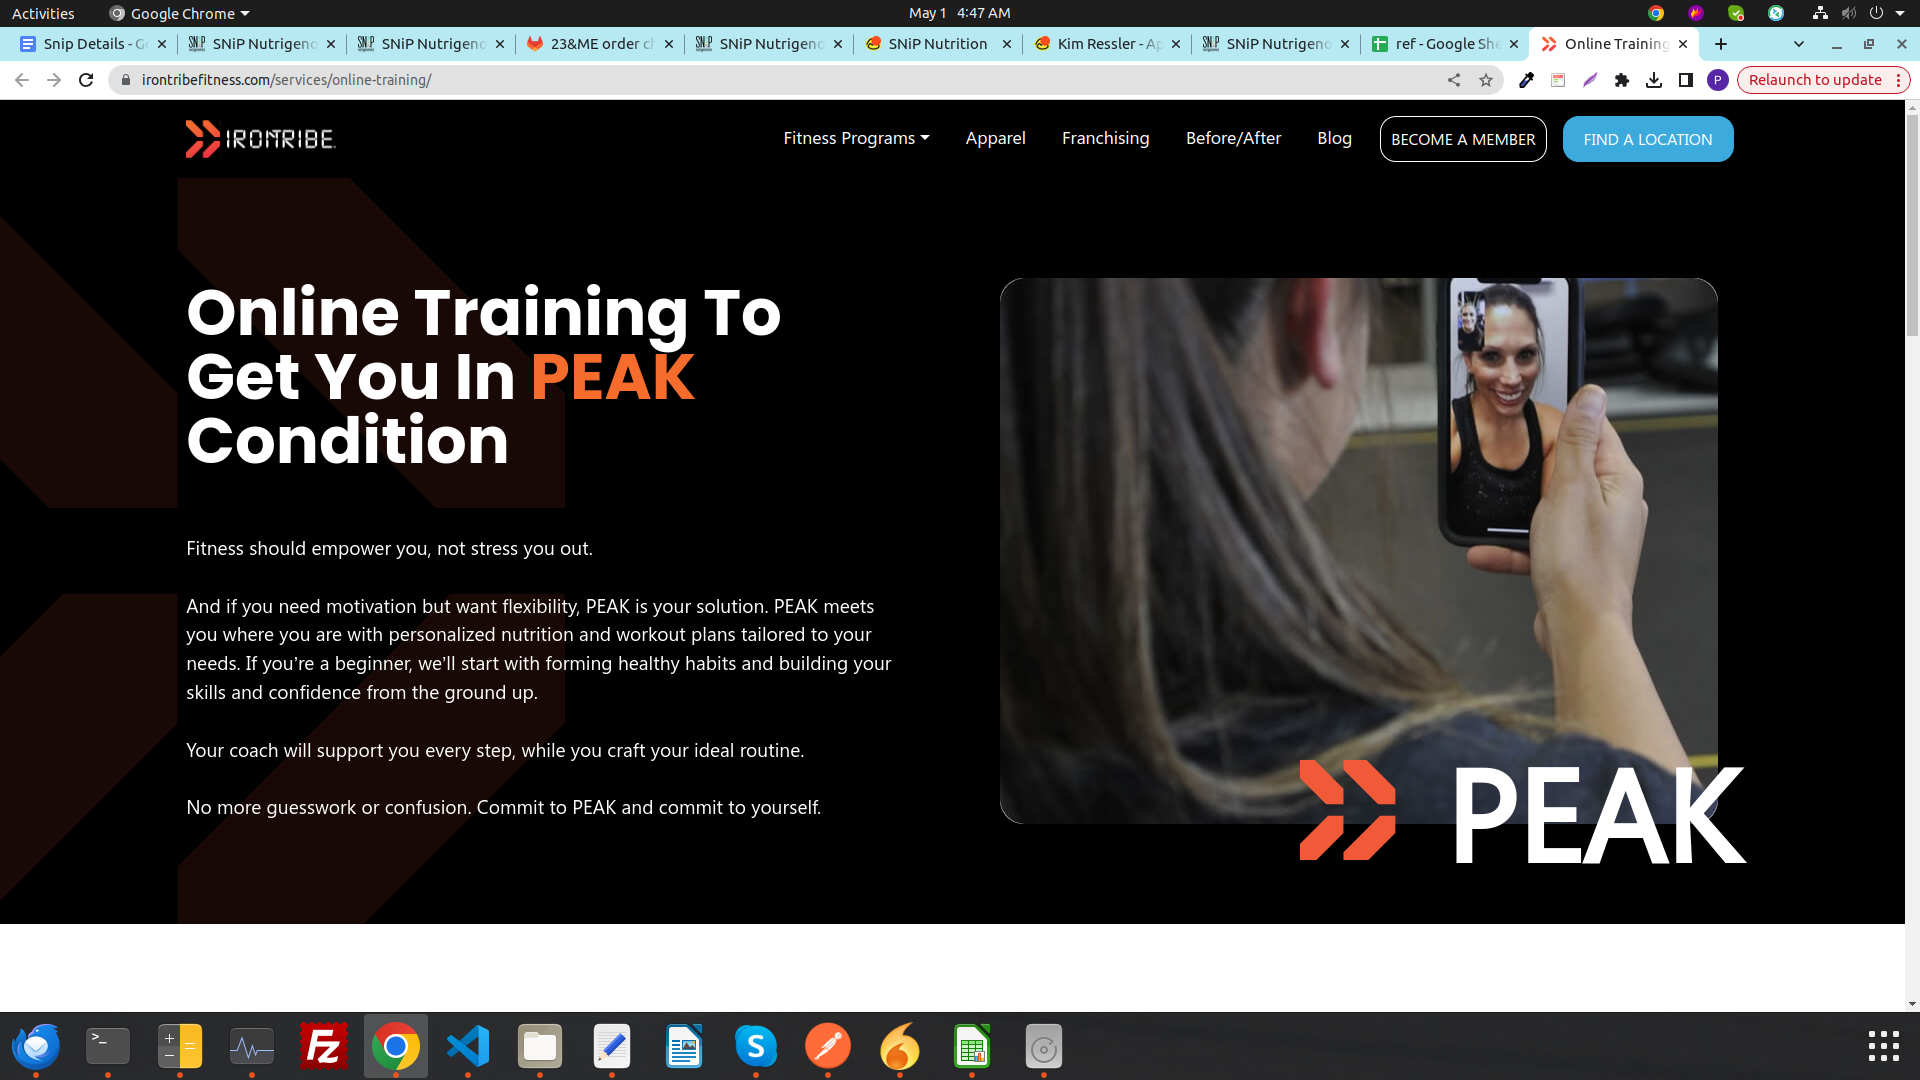 Activities
Google Chrome
May 1 4:47 AM
Snip Details - G
SNiP Nutrigeno
SNiP Nutrigeno
23&ME order ch
SNiP Nutrigeno
SNiP Nutrition
Kim Ressler - Ap
SNiP Nutrigeno
ref - Google She
Online Training
irontribefitness.com/services/online-training/
P
Relaunch to update
IRONTRIBE
Fitness Programs
Apparel
Franchising
Before/After
Blog
BECOME A MEMBER
FIND A LOCATION
Online Training To
Get You In PEAK
Condition
Fitness should empower you, not stress you out.
And if you need motivation but want flexibility, PEAK is your solution. PEAK meets
you where you are with personalized nutrition and workout plans tailored to your
needs. If you’re a beginner, we’ll start with forming healthy habits and building your
skills and confidence from the ground up.
Your coach will support you every step, while you craft your ideal routine.
No more guesswork or confusion. Commit to PEAK and commit to yourself.
PEAK